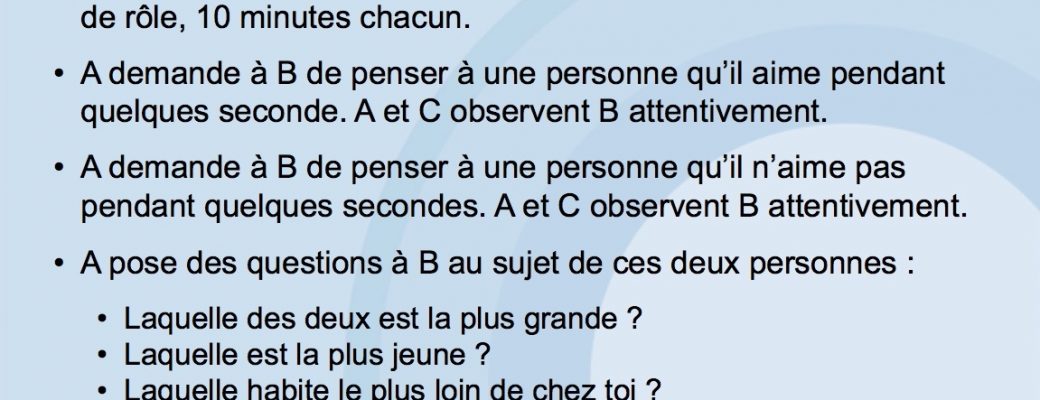 de rôle, 10 minutes chacun.
• A demande à B de penser à une personne qu’il aime pendant
quelques seconde. A et C observent B attentivement.
• A demande à B de penser à une personne qu’il n’aime pas
pendant quelques secondes. A et C observent B attentivement.
• A pose des questions à B au sujet de ces deux personnes :
• Laquelle des deux est la plus grande ?
• Laquelle est la plus jeune ?
• Laquelle habite le plus loin de chez toi ?